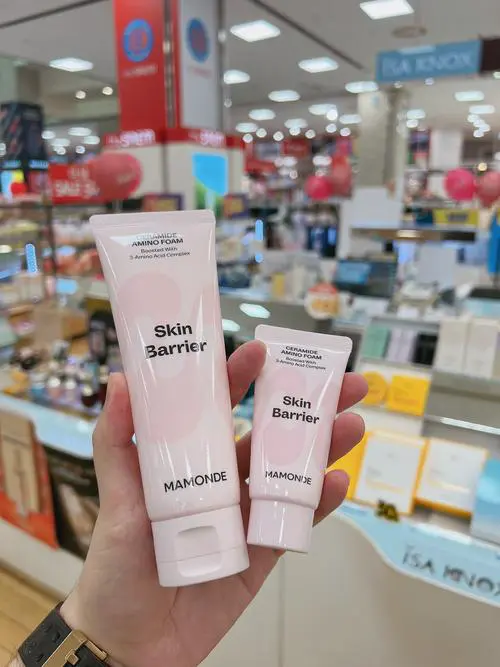 ISA KNOX
SALE
CERAMIDE
AMINO FOAM
Boosted With
3-Amino Acid Complex
Skin
Barrier
MAMONDE
CERAMIDE
AMINO FOAM
Boosted With
3-Amino Acid Complex
Skin
Barrier
MAMONDE
ISA KNOX